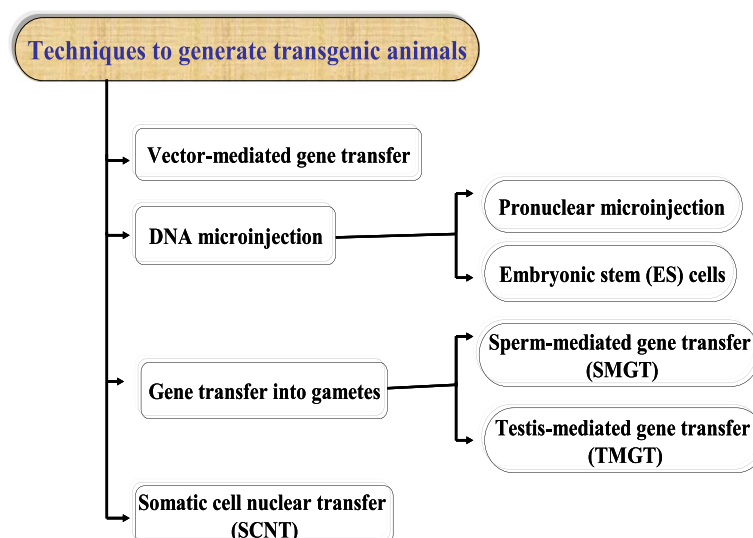 Techniques to generate transgenic animals
Vector-mediated gene transfer
DNA microinjection
Pronuclear microinjection
Embryonic stem (ES) cells
Gene transfer into gametes
Sperm-mediated gene transfer
(SMGT)
Testis-mediated gene transfer
(TMGT)
Somatic cell nuclear transfer
(SCNT)